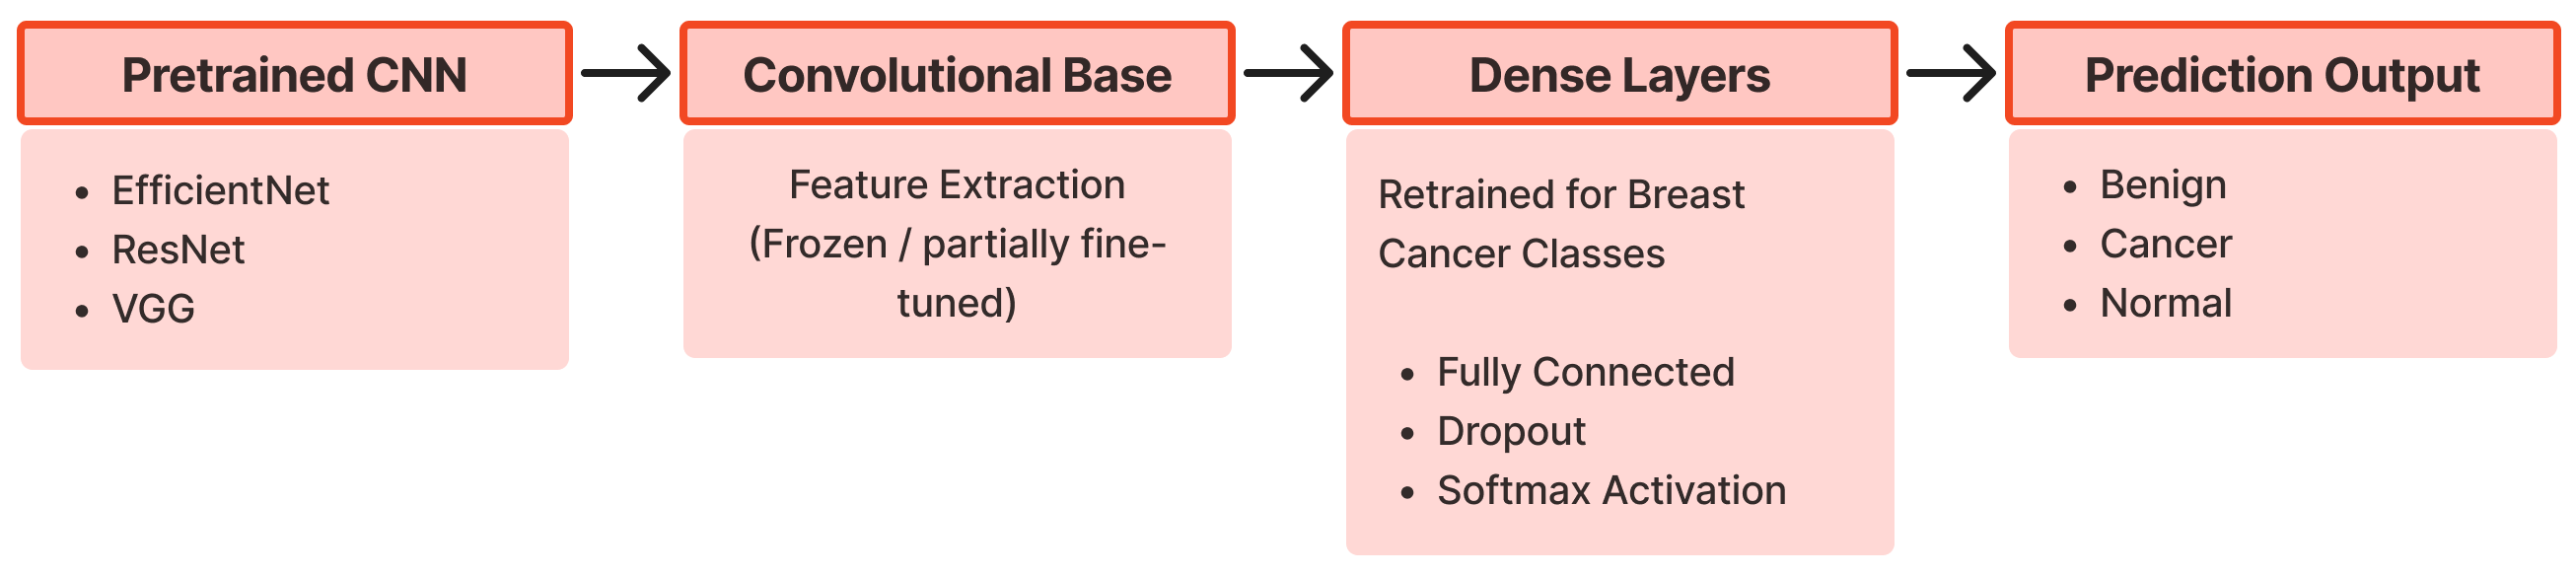 Pretrained CNN
• EfficientNet
• ResNet
• VGG
Convolutional Base
Feature Extraction
(Frozen / partially fine-
tuned)
Dense Layers
Retrained for Breast
Cancer Classes
• Fully Connected
• Dropout
• Softmax Activation
Prediction Output
• Benign
• Cancer
• Normal